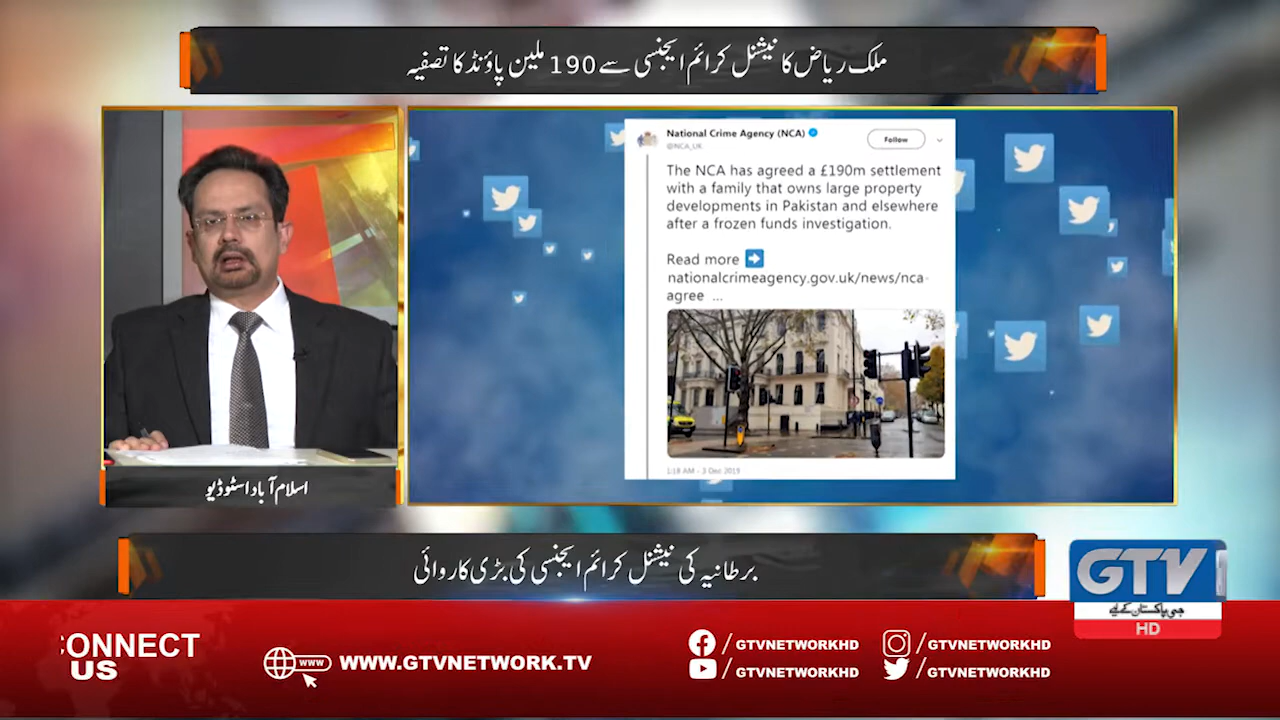 ملک ریاض کا نیشنل کرائم ایجنسی سے 190 ملین پاؤنڈ کا تصفیہ
National Crime Agency (NCA)
@NCA_UK
Follow
The NCA has agreed a £190m settlement
with a family that owns large property
developments in Pakistan and elsewhere
after a frozen funds investigation.
Read more ➡
nationalcrimeagency.gov.uk/news/nca-
agree ...
1:18 AM - 3 Dec 2019
اسلام آباد اسٹوڈیو
برطانیہ کی نیشنل کرائم ایجنسی کی بڑی کاروائی
GTV
جی پاکستان کے لیے
HD
CONNECT
US
WWW
WWW.GTVNETWORK.TV
/GTVNETWORKHD
/GTVNETWORKHD
/GTVNETWORKHD
/GTVNETWORKHD